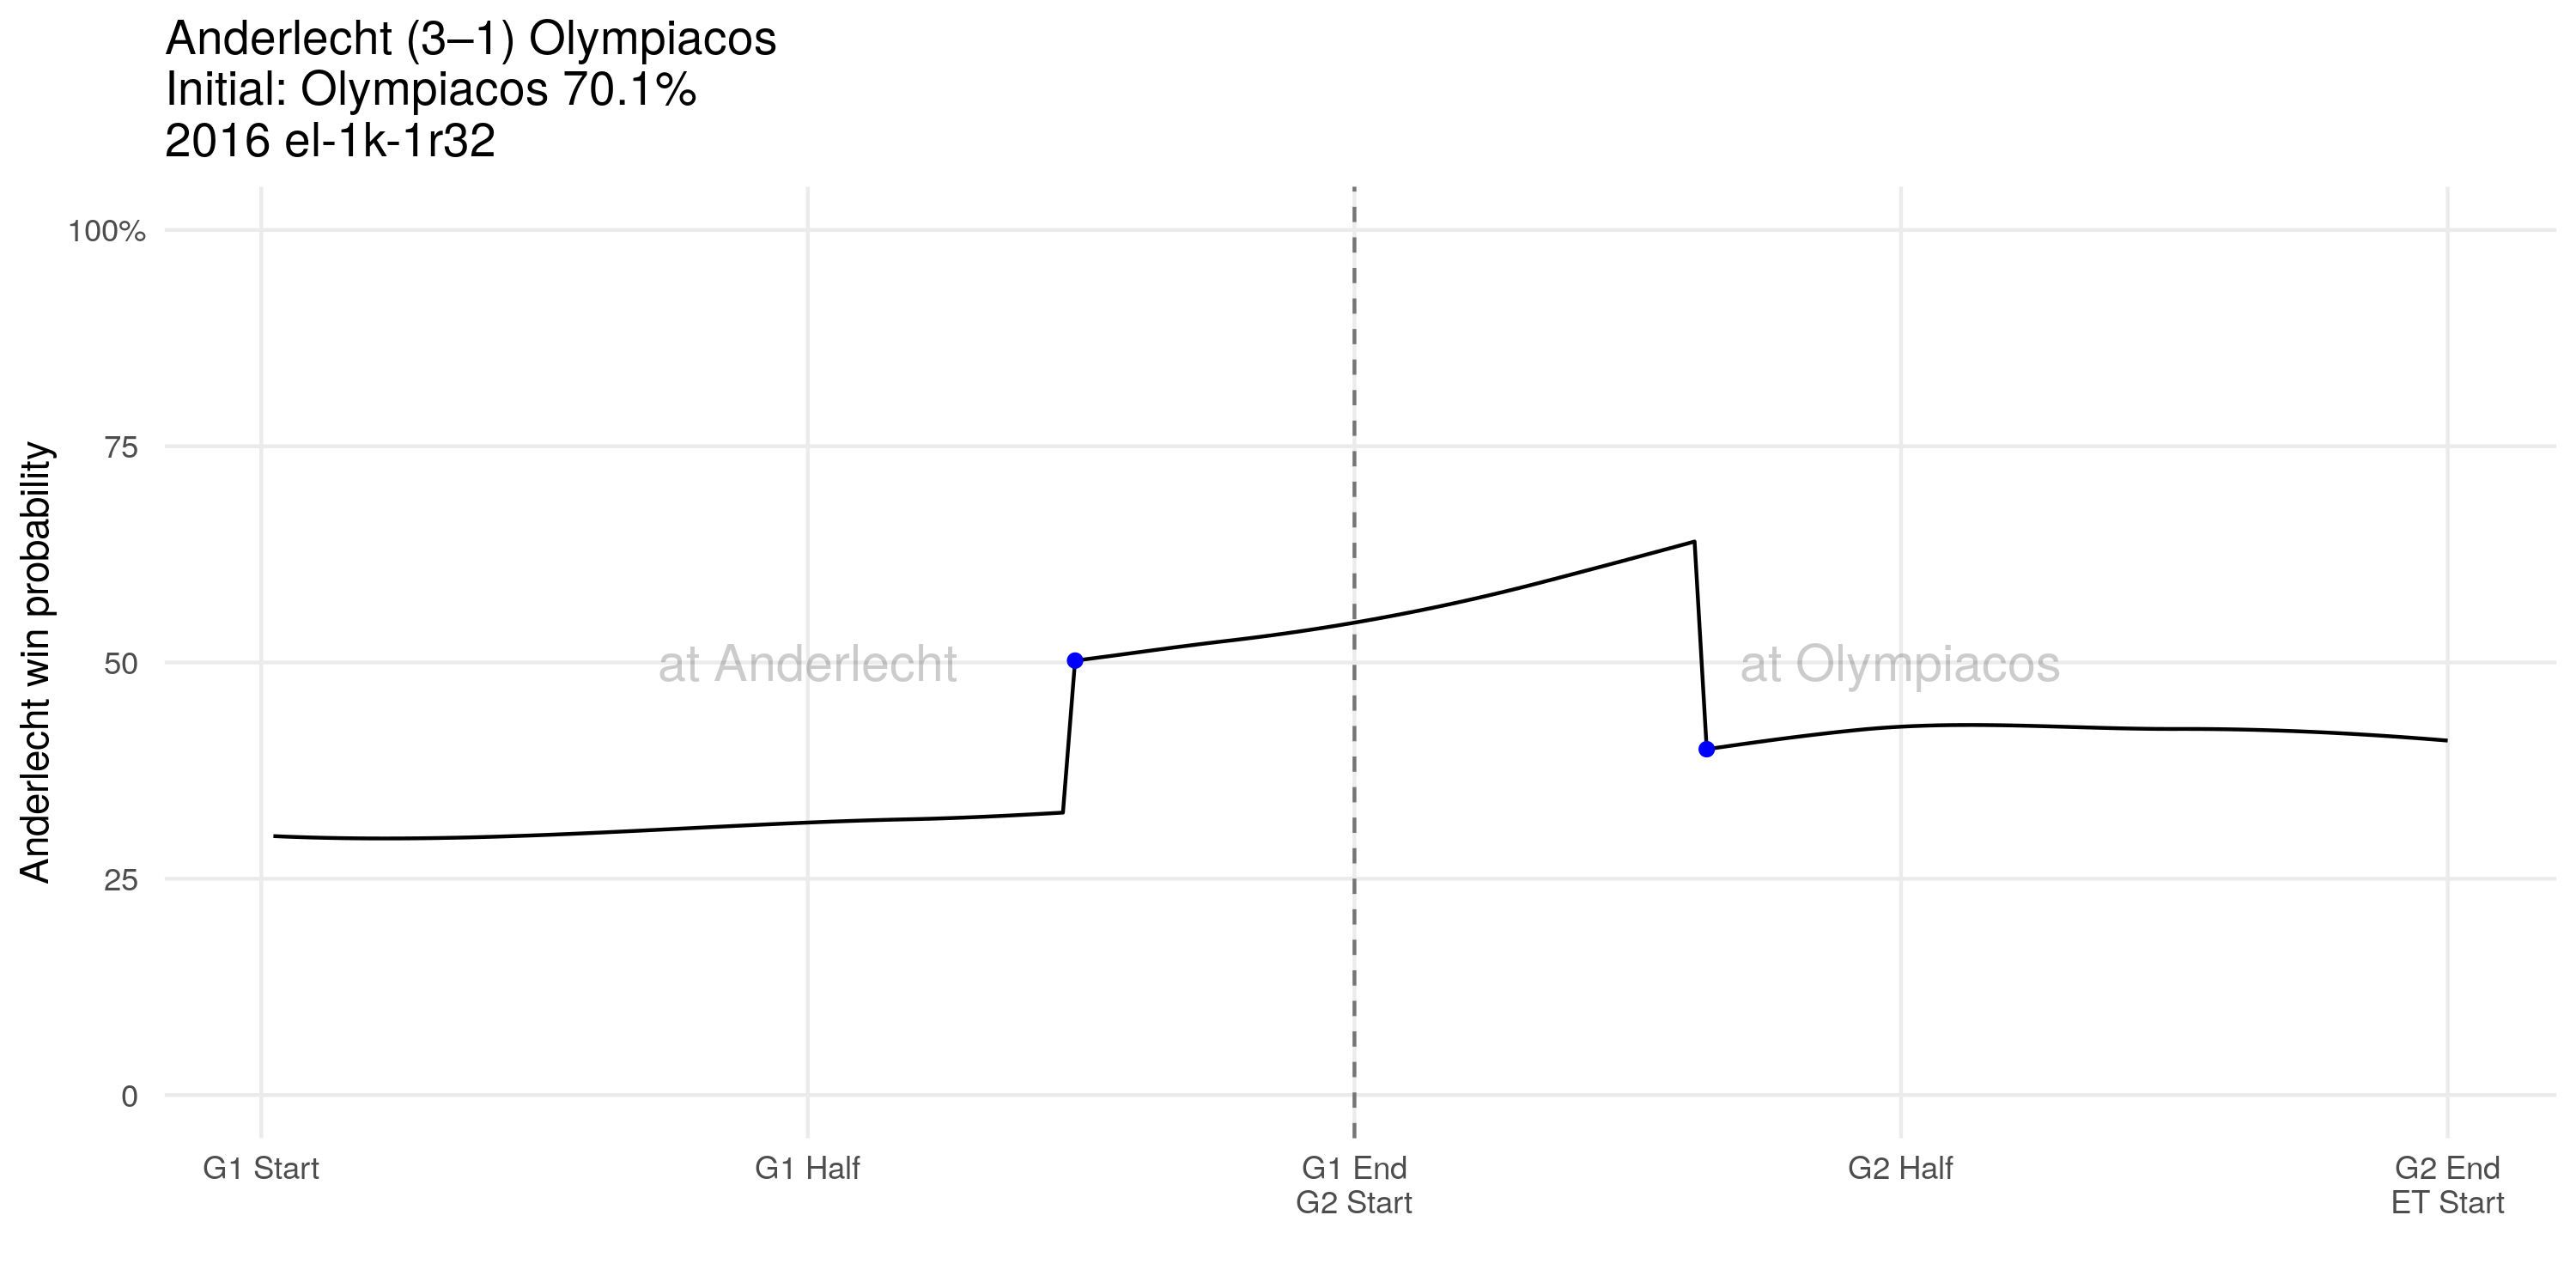 Anderlecht (3–1) Olympiacos
Initial: Olympiacos 70.1%
2016 el-1k-1r32
Anderlecht win probability
100%
75
50
25
0
at Anderlecht
at Olympiacos
G1 Start
G1 Half
G1 End
G2 Start
G2 Half
G2 End
ET Start